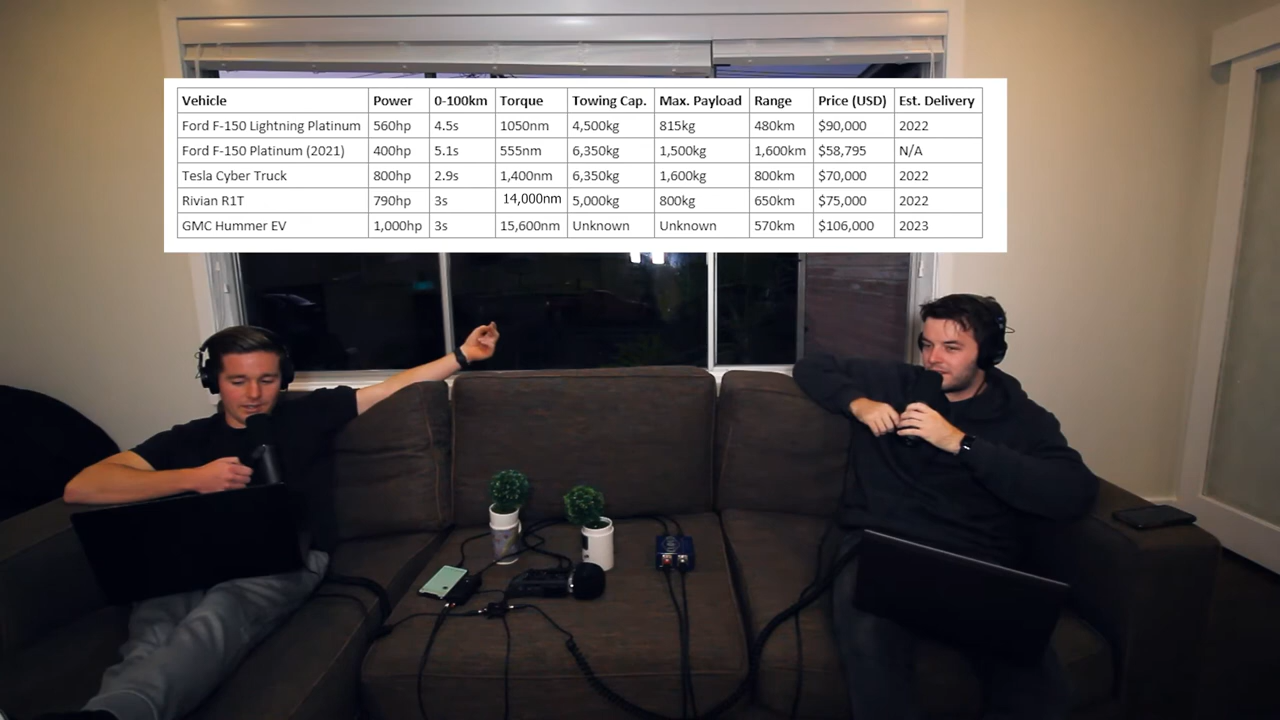 Vehicle Power 0-100km Torque Towing Cap. Max. Payload Range Price (USD) Est. Delivery
Ford F-150 Lightning Platinum 560hp 4.5s 1050nm 4,500kg 815kg 480km $90,000 2022
Ford F-150 Platinum (2021) 400hp 5.1s 555nm 6,350kg 1,500kg 1,600km $58,795 N/A
Tesla Cyber Truck 800hp 2.9s 1,400nm 6,350kg 1,600kg 800km $70,000 2022
Rivian R1T 790hp 3s 14,000nm 5,000kg 800kg 650km $75,000 2022
GMC Hummer EV 1,000hp 3s 15,600nm Unknown Unknown 570km $106,000 2023